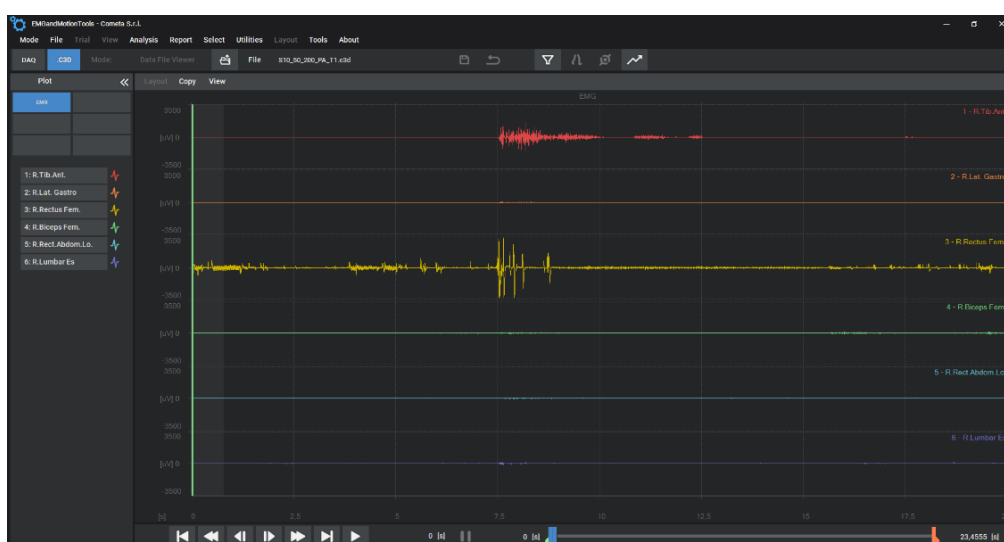 EMGandMotionTools - Cometa S.r.l.
Mode File Trial View Analysis Report Select Utilities Layout Tools About
DAQ .C3D Mode: Data File Viewer File S10_50_200_PA_T1.c3d
Plot Layout Copy View
EMG
EMG
3500
1 - R.Tib.An
[uV] 0
-3500
1: R.Tib.Ant.
2: R.Lat. Gastro
3: R.Rectus Fem.
4: R.Biceps Fem.
5: R.Rect.Abdom.Lo.
6: R.Lumbar Es
3500
2 - R.Lat. Gastr
[uV] 0
-3500
3500
3 - R.Rectus Fem
[uV] 0
-3500
3500
4 - R.Biceps Fem
[uV] 0
-3500
3500
5 - R.Rect.Abdom.Lo
[uV] 0
-3500
3500
6 - R.Lumbar E
[uV] 0
-3500
[s] 0 2,5 5 7,5 10 12,5 15 17,5 2
0 [s] 0 [s] 23,4555 [s]